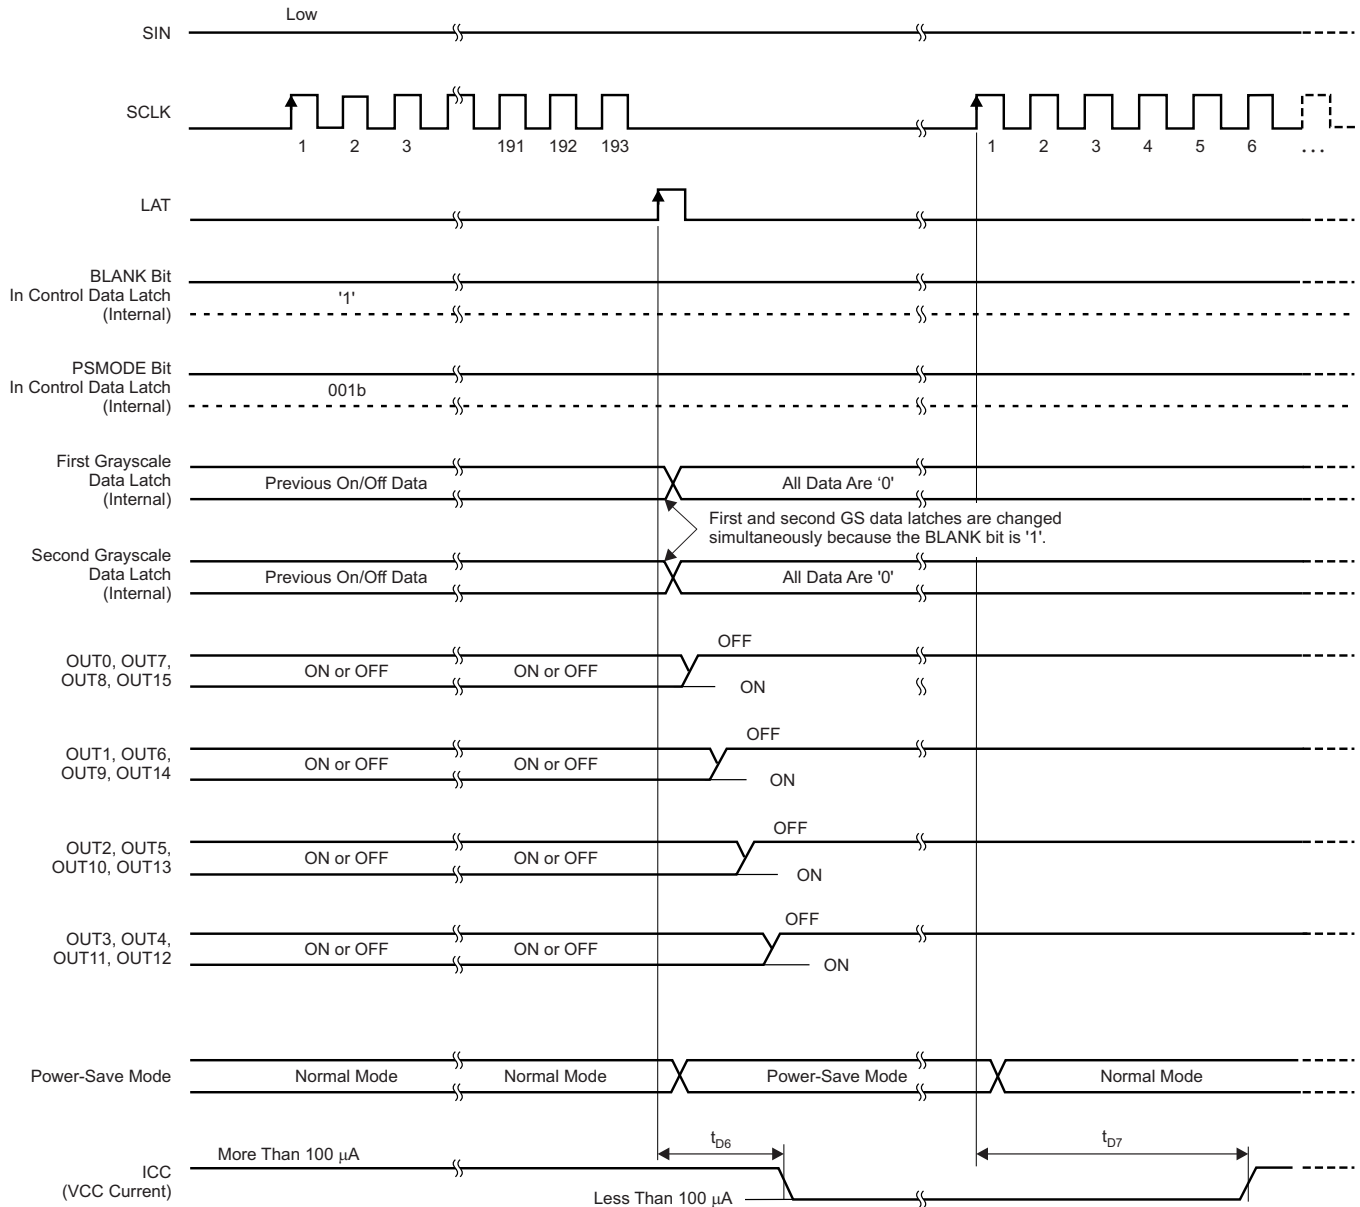 Low
SIN
SCLK
1 2 3 191 192 193 1 2 3 4 5 6 ...
LAT
BLANK Bit
In Control Data Latch
(Internal)
'1'
PSMODE Bit
In Control Data Latch
(Internal)
001b
First Grayscale
Data Latch
(Internal)
Previous On/Off Data All Data Are ‘0'
First and second GS data latches are changed
simultaneously because the BLANK bit is '1'.
Second Grayscale
Data Latch
(Internal)
Previous On/Off Data All Data Are '0'
OUT0, OUT7,
OUT8, OUT15
ON or OFF ON or OFF OFF
ON
OUT1, OUT6,
OUT9, OUT14
ON or OFF ON or OFF OFF
ON
OUT2, OUT5,
OUT10, OUT13
ON or OFF ON or OFF OFF
ON
OUT3, OUT4,
OUT11, OUT12
ON or OFF ON or OFF OFF
ON
Power-Save Mode Normal Mode Normal Mode Power-Save Mode Normal Mode
tD6 tD7
More Than 100 μA
ICC
(VCC Current)
Less Than 100 μA